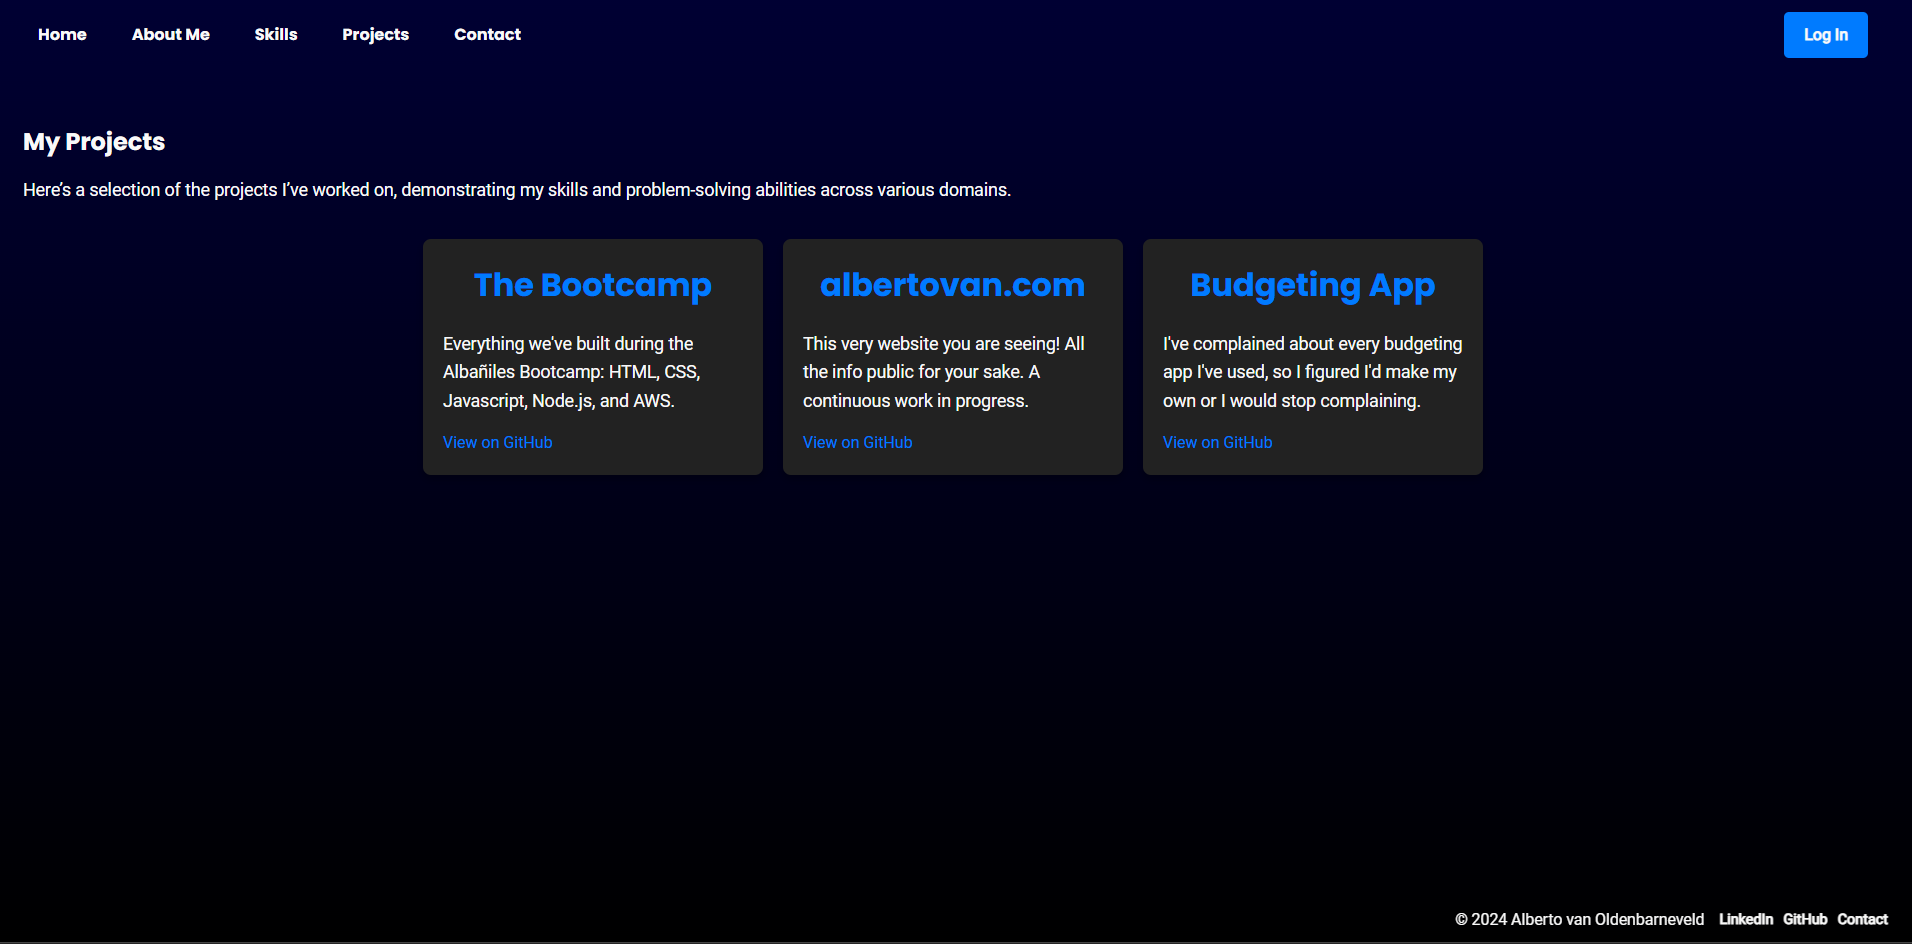 Home About Me Skills Projects Contact Log In
My Projects
Here’s a selection of the projects I’ve worked on, demonstrating my skills and problem-solving abilities across various domains.
The Bootcamp
Everything we've built during the
Albañiles Bootcamp: HTML, CSS,
Javascript, Node.js, and AWS.
View on GitHub
albertovan.com
This very website you are seeing! All
the info public for your sake. A
continuous work in progress.
View on GitHub
Budgeting App
I've complained about every budgeting
app I've used, so I figured I'd make my
own or I would stop complaining.
View on GitHub
© 2024 Alberto van Oldenbarneveld LinkedIn GitHub Contact